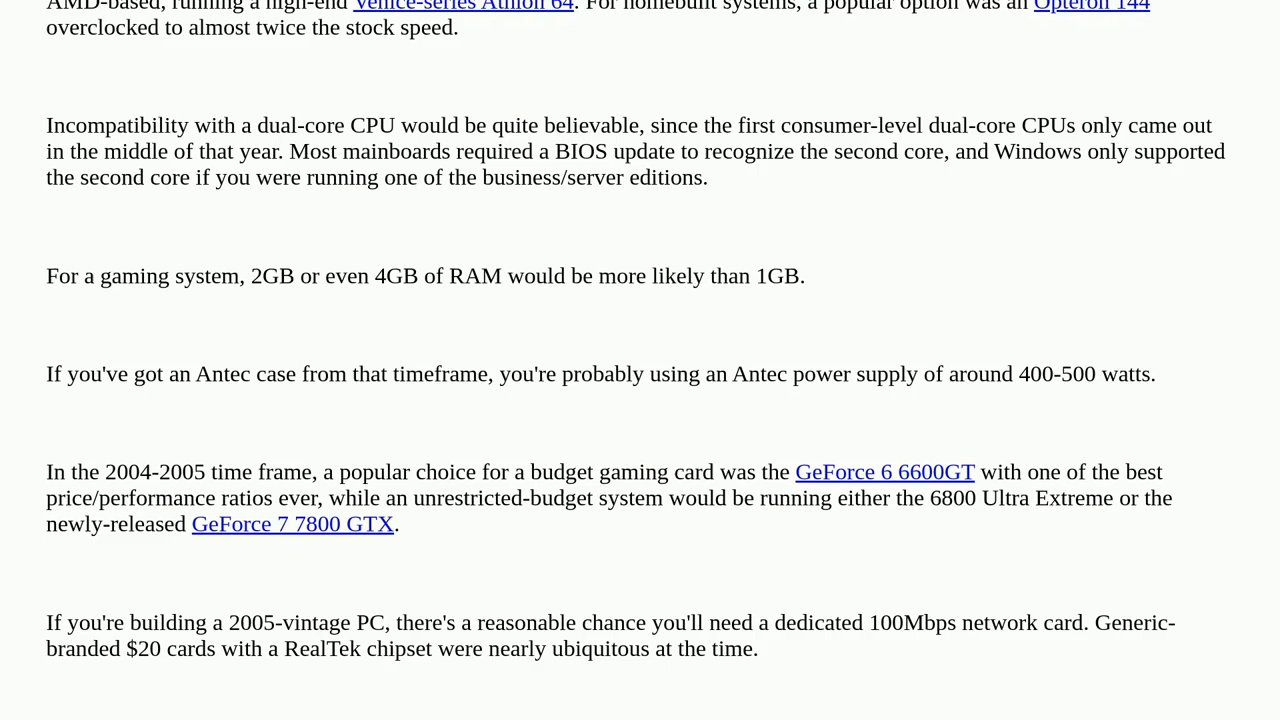 AMD-based, running a high-end Venice-series Athlon 64. For homebuilt systems, a popular option was an Opteron 144
overclocked to almost twice the stock speed.
Incompatibility with a dual-core CPU would be quite believable, since the first consumer-level dual-core CPUs only came out
in the middle of that year. Most mainboards required a BIOS update to recognize the second core, and Windows only supported
the second core if you were running one of the business/server editions.
For a gaming system, 2GB or even 4GB of RAM would be more likely than 1GB.
If you've got an Antec case from that timeframe, you're probably using an Antec power supply of around 400-500 watts.
In the 2004-2005 time frame, a popular choice for a budget gaming card was the GeForce 6 6600GT with one of the best
price/performance ratios ever, while an unrestricted-budget system would be running either the 6800 Ultra Extreme or the
newly-released GeForce 7 7800 GTX.
If you're building a 2005-vintage PC, there's a reasonable chance you'll need a dedicated 100Mbps network card. Generic-
branded $20 cards with a RealTek chipset were nearly ubiquitous at the time.